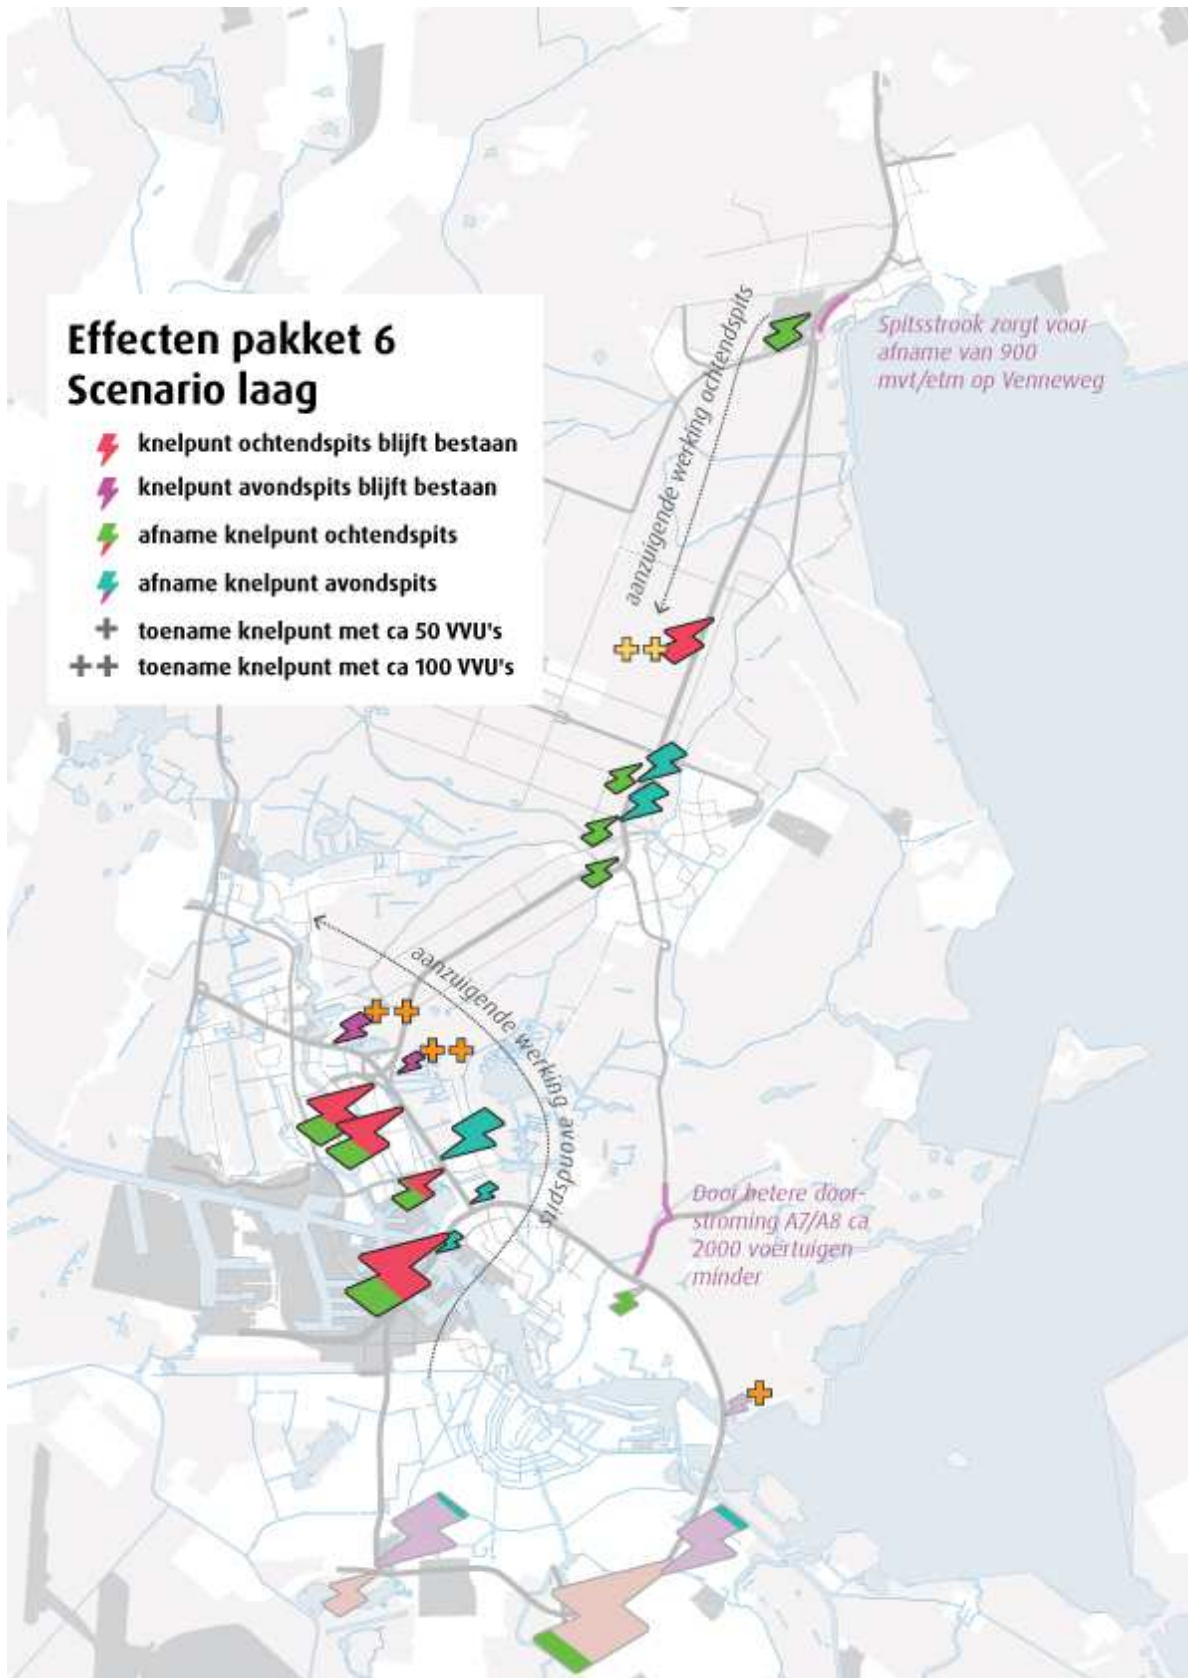 Effecten pakket 6
Scenario laag
knelpunt ochtendspits blijft bestaan
knelpunt avondspits blijft bestaan
afname knelpunt ochtendspits
afname knelpunt avondspits
toename knelpunt met ca 50 VVU's
toename knelpunt met ca 100 VVU's
aanzuigende werking ochtendspits
Spitsstrook zorgt voor
afname van 900
mvt/etm op Venneweg
aanzuigende werking avondspits
Door betere door-
stroming A7/A8 ca
2000 voertuigen
minder